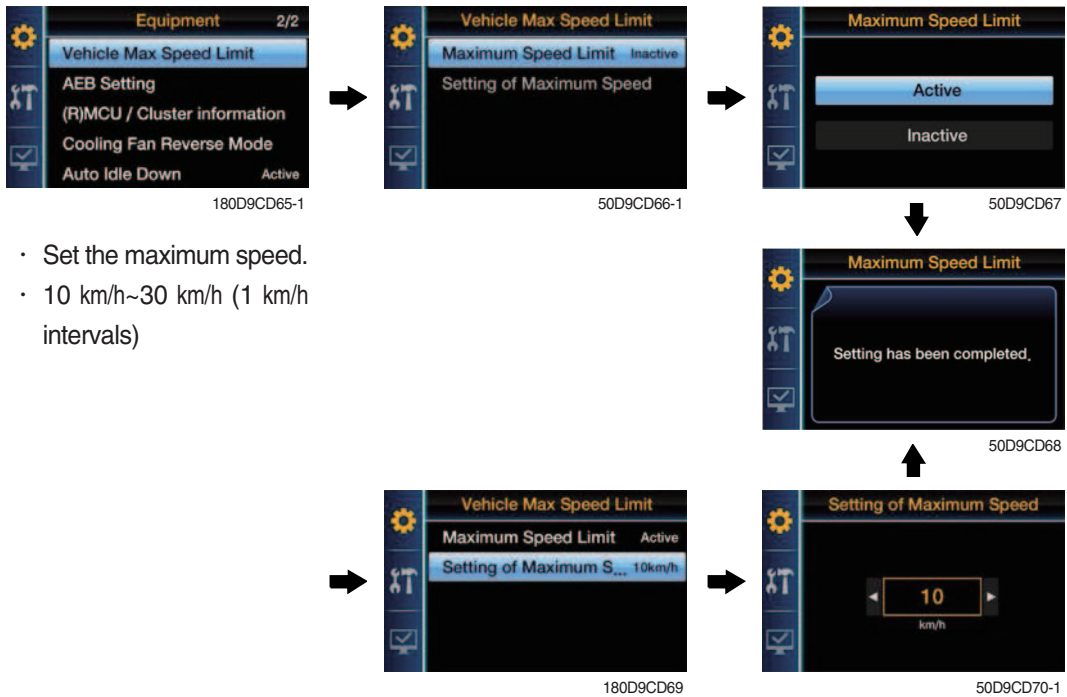 Equipment 2/2
Vehicle Max Speed Limit
AEB Setting
(R)MCU / Cluster information
Cooling Fan Reverse Mode
Auto Idle Down Active
180D9CD65-1
Vehicle Max Speed Limit
Maximum Speed Limit Inactive
Setting of Maximum Speed
50D9CD66-1
Maximum Speed Limit
Active
Inactive
50D9CD67
· Set the maximum speed.
· 10 km/h~30 km/h (1 km/h
intervals)
Maximum Speed Limit
Setting has been completed.
50D9CD68
Vehicle Max Speed Limit
Maximum Speed Limit Active
Setting of Maximum S... 10km/h
180D9CD69
Setting of Maximum Speed
10
km/h
50D9CD70-1